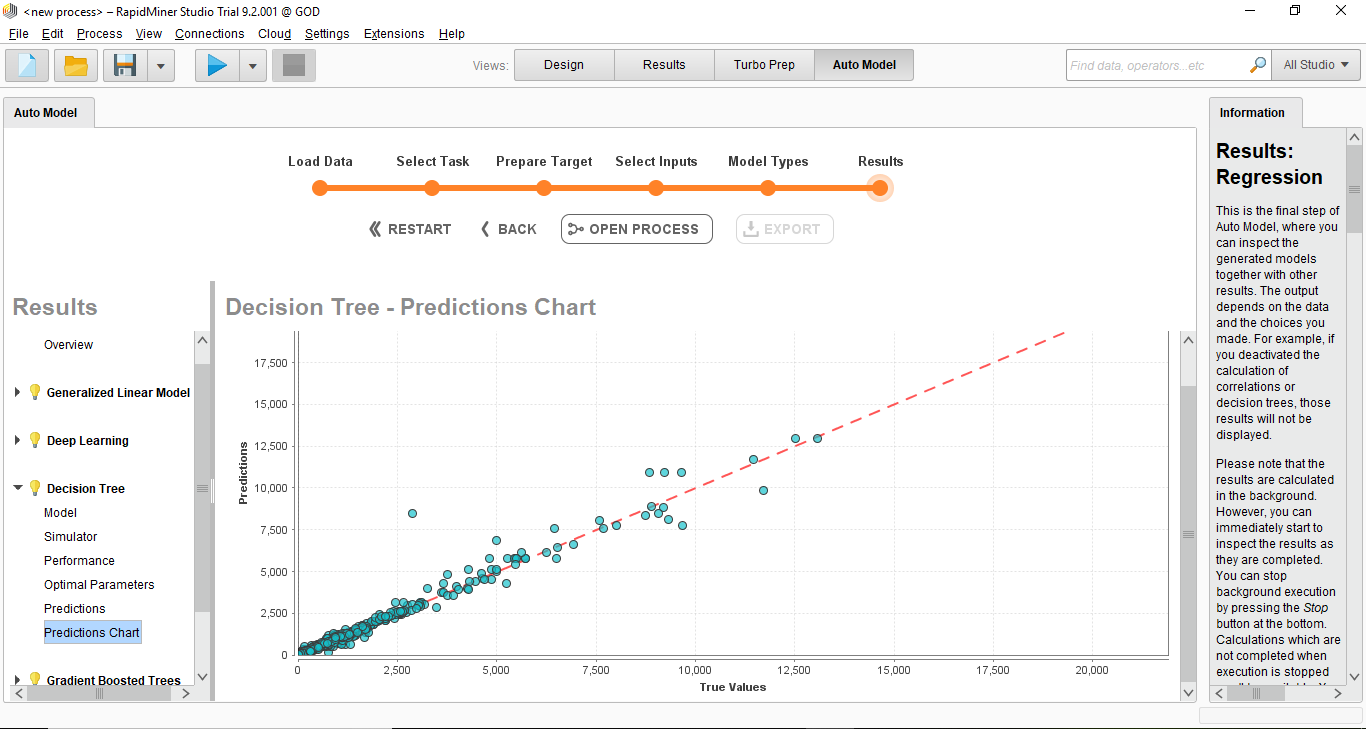 <new process> – RapidMiner Studio Trial 9.2.001 @ GOD
File Edit Process View Connections Cloud Settings Extensions Help
Views: Design Results Turbo Prep Auto Model
Find data, operators...etc
All Studio
Auto Model
Load Data Select Task Prepare Target Select Inputs Model Types Results
RESTART BACK OPEN PROCESS EXPORT
Results
Overview
Generalized Linear Model
Deep Learning
Decision Tree
Model
Simulator
Performance
Optimal Parameters
Predictions
Predictions Chart
Gradient Boosted Trees
Decision Tree - Predictions Chart
Predictions
17,500
15,000
12,500
10,000
7,500
5,000
2,500
0
0 2,500 5,000 7,500 10,000 12,500 15,000 17,500 20,000
True Values
Information
Results:
Regression
This is the final step of
Auto Model, where you
can inspect the
generated models
together with other
results. The output
depends on the data
and the choices you
made. For example, if
you deactivated the
calculation of
correlations or
decision trees, those
results will not be
displayed.
Please note that the
results are calculated
in the background.
However, you can
immediately start to
inspect the results as
they are completed.
You can stop
background execution
by pressing the Stop
button at the bottom.
Calculations which are
not completed when
execution is stopped